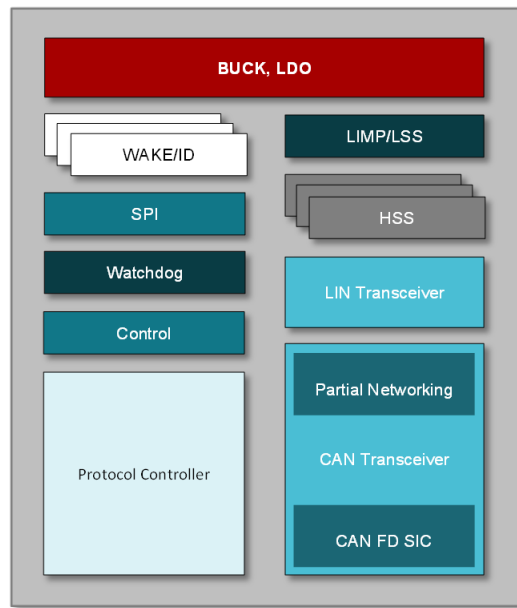 BUCK, LDO
WAKE/ID
SPI
Watchdog
Control
Protocol Controller
LIMP/LSS
HSS
LIN Transceiver
Partial Networking
CAN Transceiver
CAN FD SIC